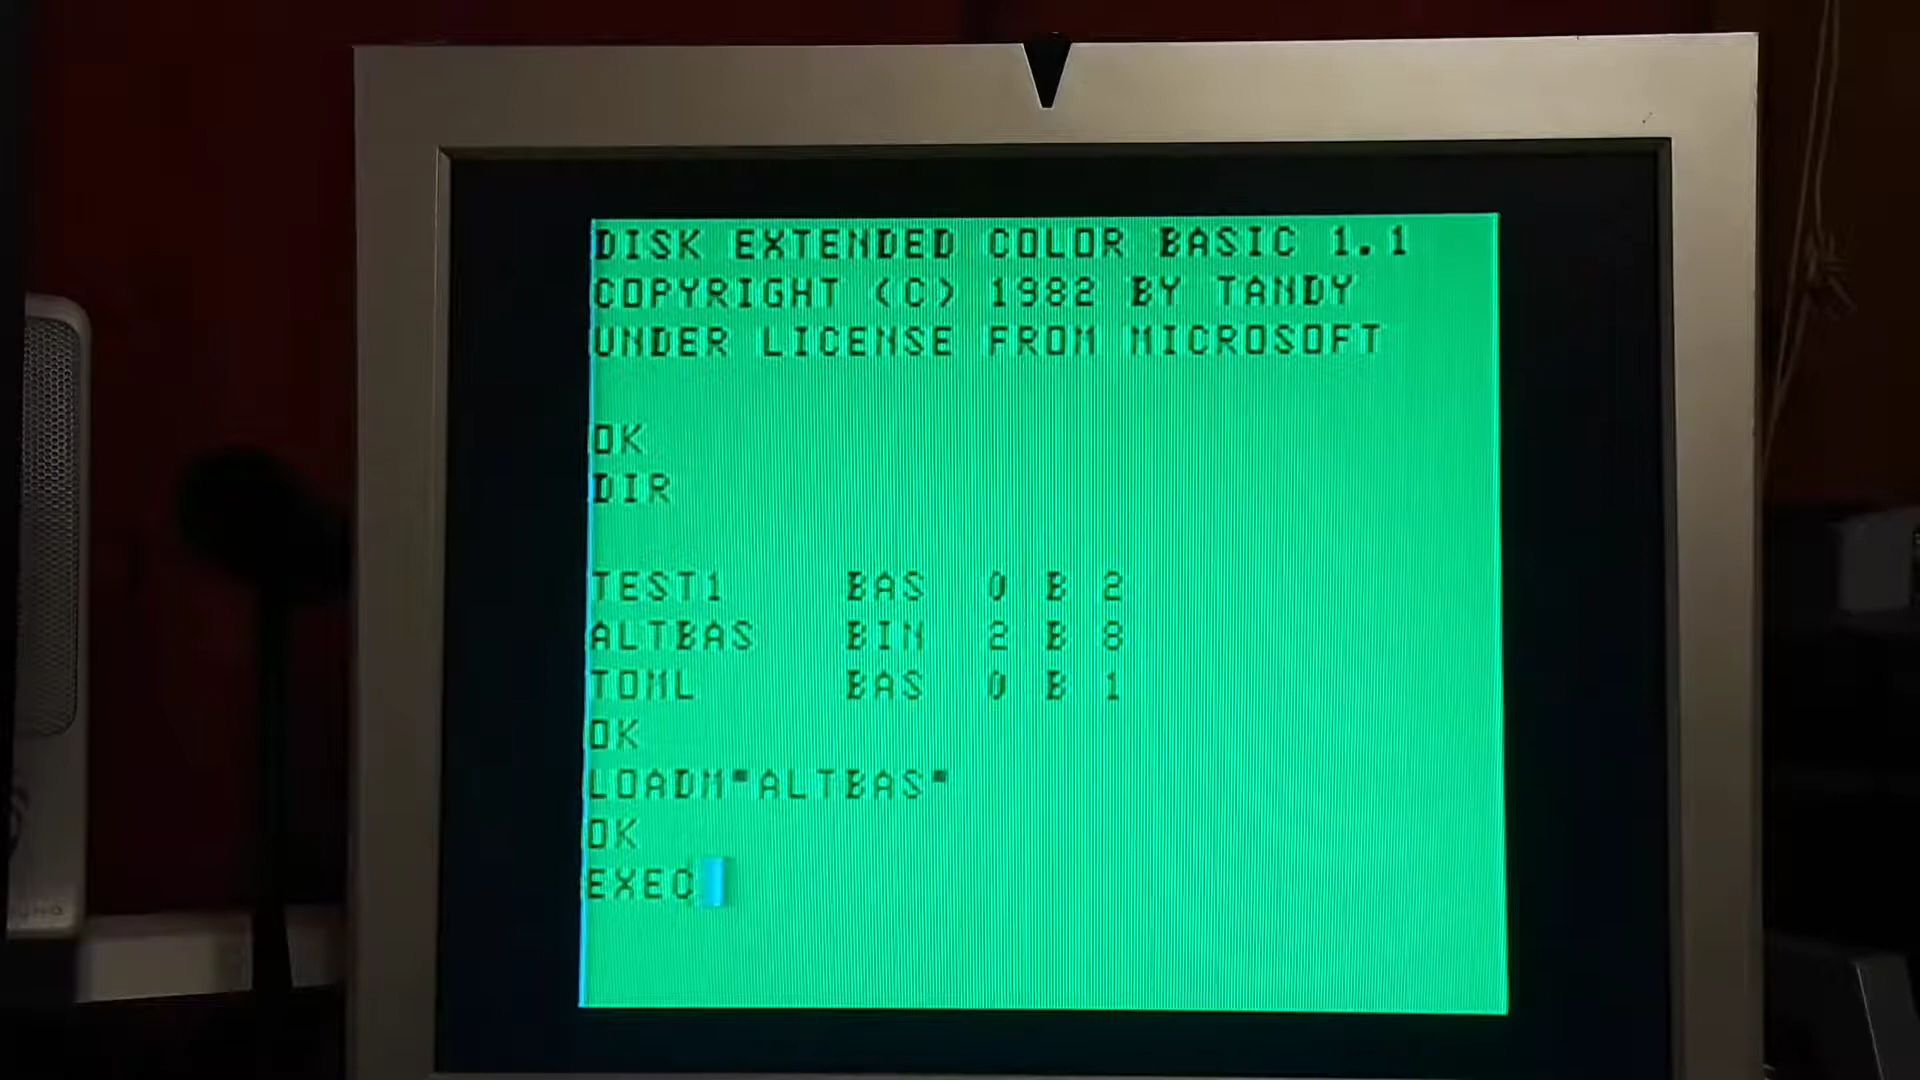 DISK EXTENDED COLOR BASIC 1.1
COPYRIGHT (C) 1982 BY TANDY
UNDER LICENSE FROM MICROSOFT
OK
DIR
TEST1 BAS 0 B 2
ALTBAS BIN 2 B 8
TOML BAS 0 B 1
OK
LOADM"ALTBAS"
OK
EXEC